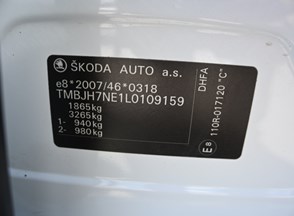 ŠKODA AUTO a.s.
e8*2007/46*0318
TMBJH7NE1L0109159
1865kg
3265kg
1- 940kg
2- 980kg
DHFA
110R-017120 "C"
E8